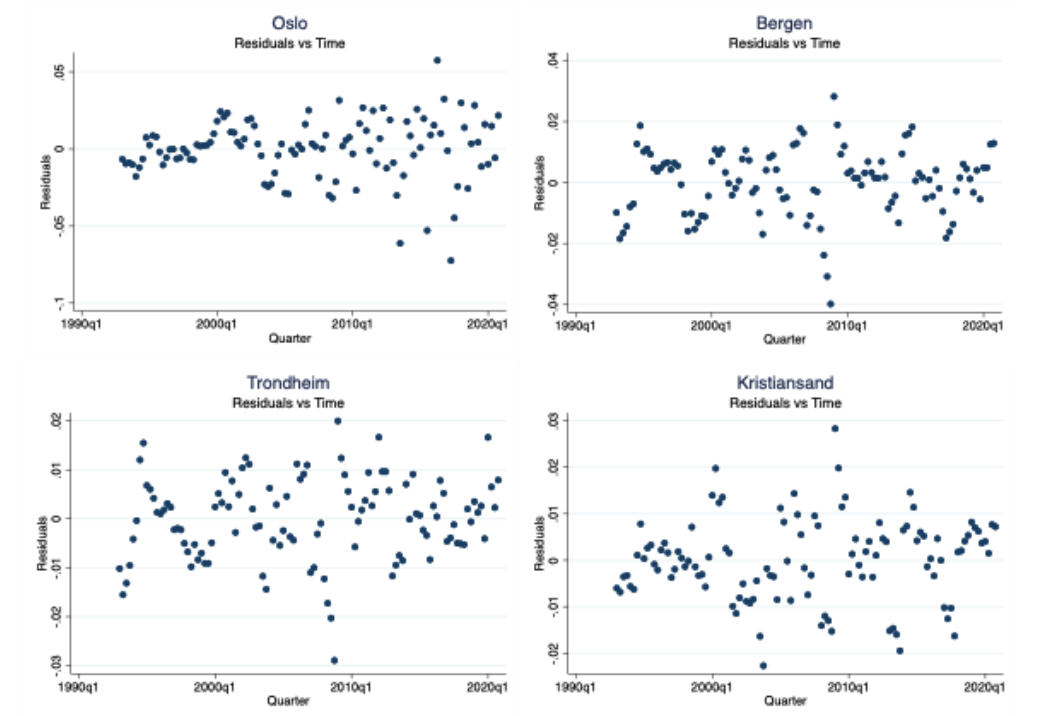 Oslo
Residuals vs Time
Residuals
.05
0
-.05
-.1
1990q1 2000q1 2010q1 2020q1
Quarter
Bergen
Residuals vs Time
Residuals
.04
.02
0
-.02
-.04
1990q1 2000q1 2010q1 2020q1
Quarter
Trondheim
Residuals vs Time
Residuals
.02
.01
0
-.01
-.02
-.03
1990q1 2000q1 2010q1 2020q1
Quarter
Kristiansand
Residuals vs Time
Residuals
.03
.02
.01
0
-.01
-.02
1990q1 2000q1 2010q1 2020q1
Quarter